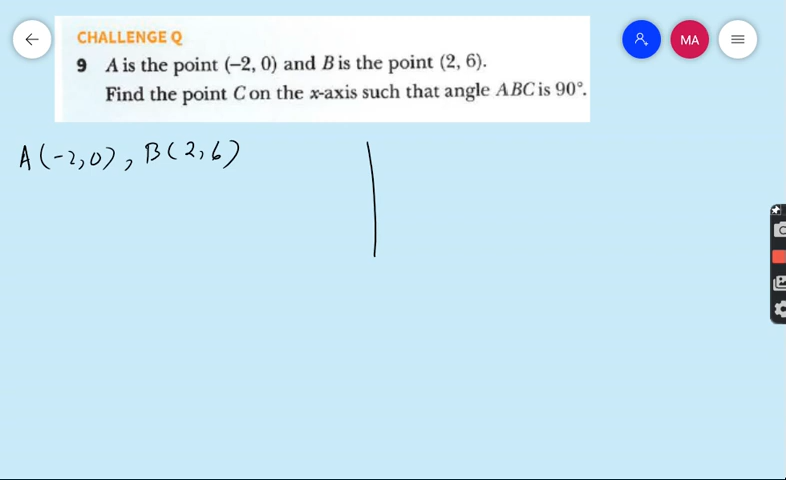 CHALLENGE Q
9 A is the point (−2, 0) and B is the point (2, 6).
Find the point C on the x-axis such that angle ABC is 90°.
A(-2,0), B(2,6)
MA